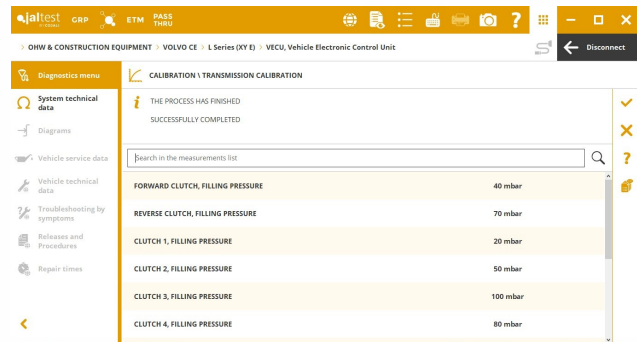 jaltest GRP ETM PASS THRU ?
> OHW & CONSTRUCTION EQUIPMENT > VOLVO CE > L Series (XY E) > VECU, Vehicle Electronic Control Unit
Disconnect
Diagnostics menu
CALIBRATION \ TRANSMISSION CALIBRATION
System technical data
Diagrams
Vehicle service data
Vehicle technical data
Troubleshooting by symptoms
Releases and Procedures
Repair times
THE PROCESS HAS FINISHED
SUCCESSFULLY COMPLETED
Search in the measurements list
FORWARD CLUTCH, FILLING PRESSURE 40 mbar
REVERSE CLUTCH, FILLING PRESSURE 70 mbar
CLUTCH 1, FILLING PRESSURE 20 mbar
CLUTCH 2, FILLING PRESSURE 50 mbar
CLUTCH 3, FILLING PRESSURE 100 mbar
CLUTCH 4, FILLING PRESSURE 80 mbar